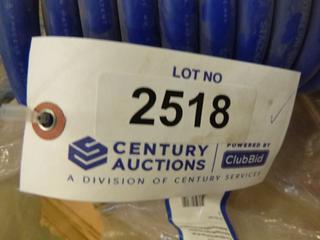 LOT NO
2518
CENTURY
AUCTIONS
POWERED BY
ClubBid
A DIVISION OF CENTURY SERVICES